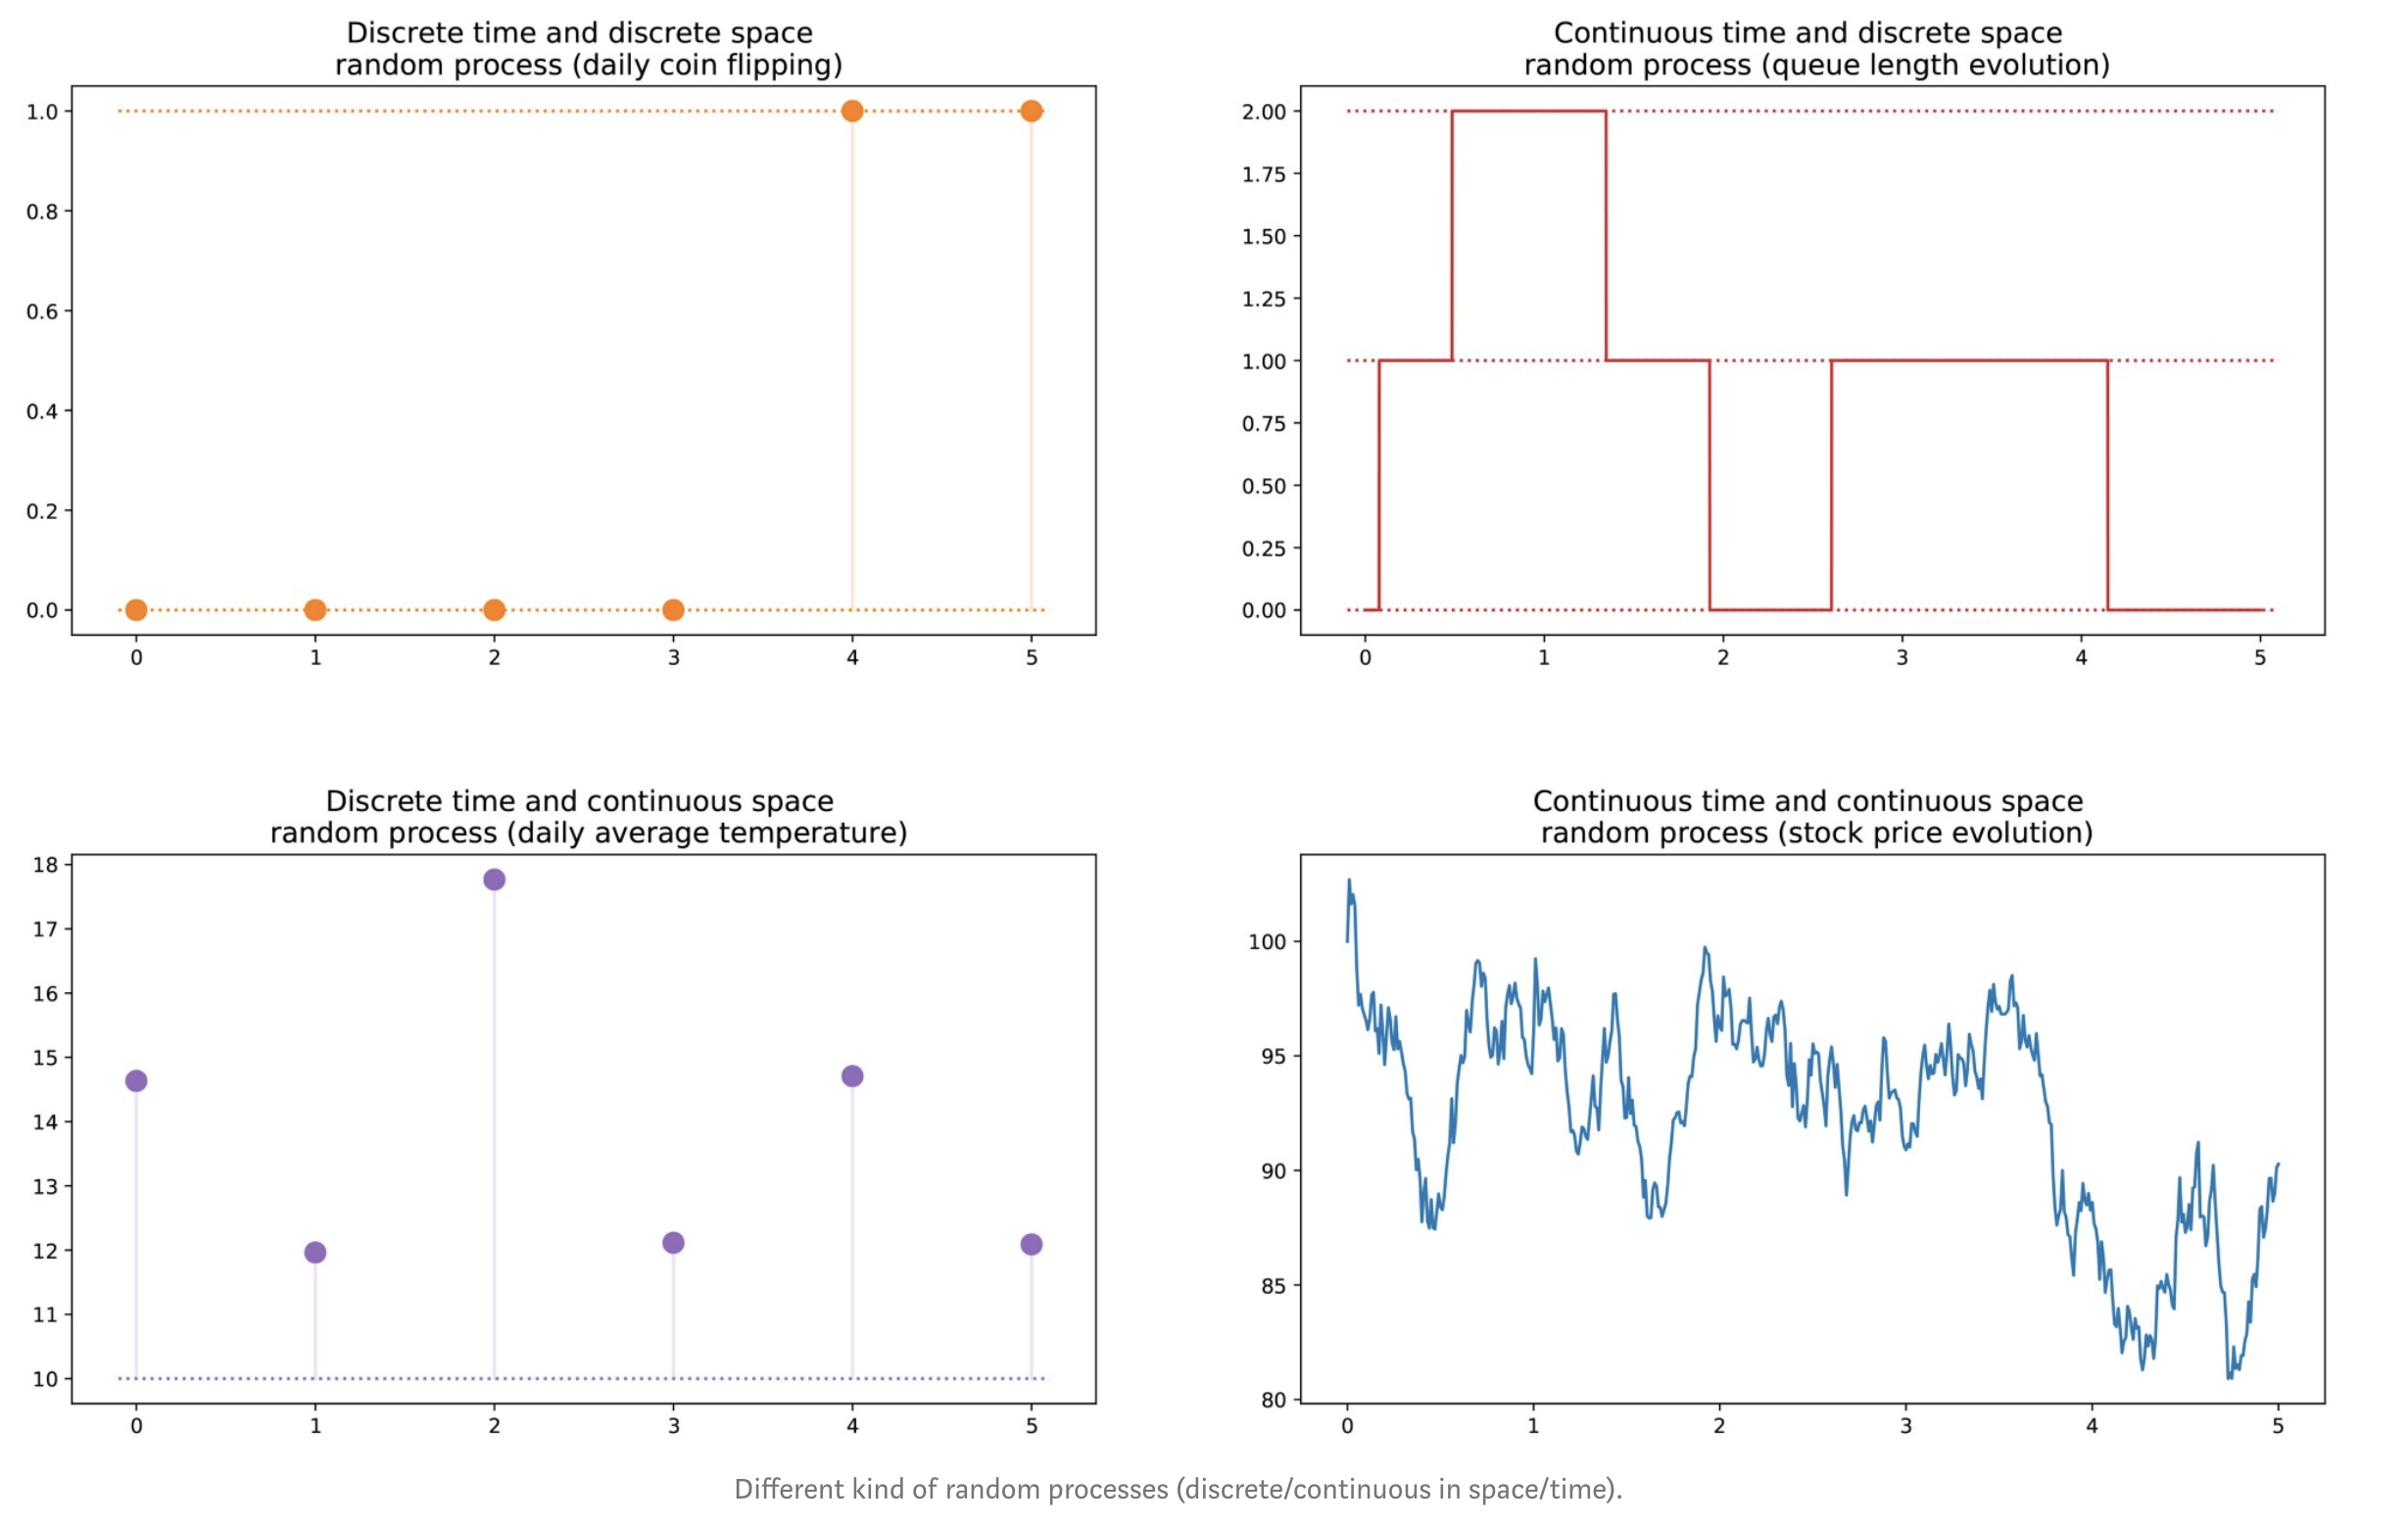 Discrete time and discrete space
random process (daily coin flipping)
1.0
0.8
0.6
0.4
0.2
0.0
0 1 2 3 4 5
Continuous time and discrete space
random process (queue length evolution)
2.00
1.75
1.50
1.25
1.00
0.75
0.50
0.25
0.00
0 1 2 3 4 5
Discrete time and continuous space
random process (daily average temperature)
18
17
16
15
14
13
12
11
10
0 1 2 3 4 5
Continuous time and continuous space
random process (stock price evolution)
100
95
90
85
80
0 1 2 3 4 5
Different kind of random processes (discrete/continuous in space/time).